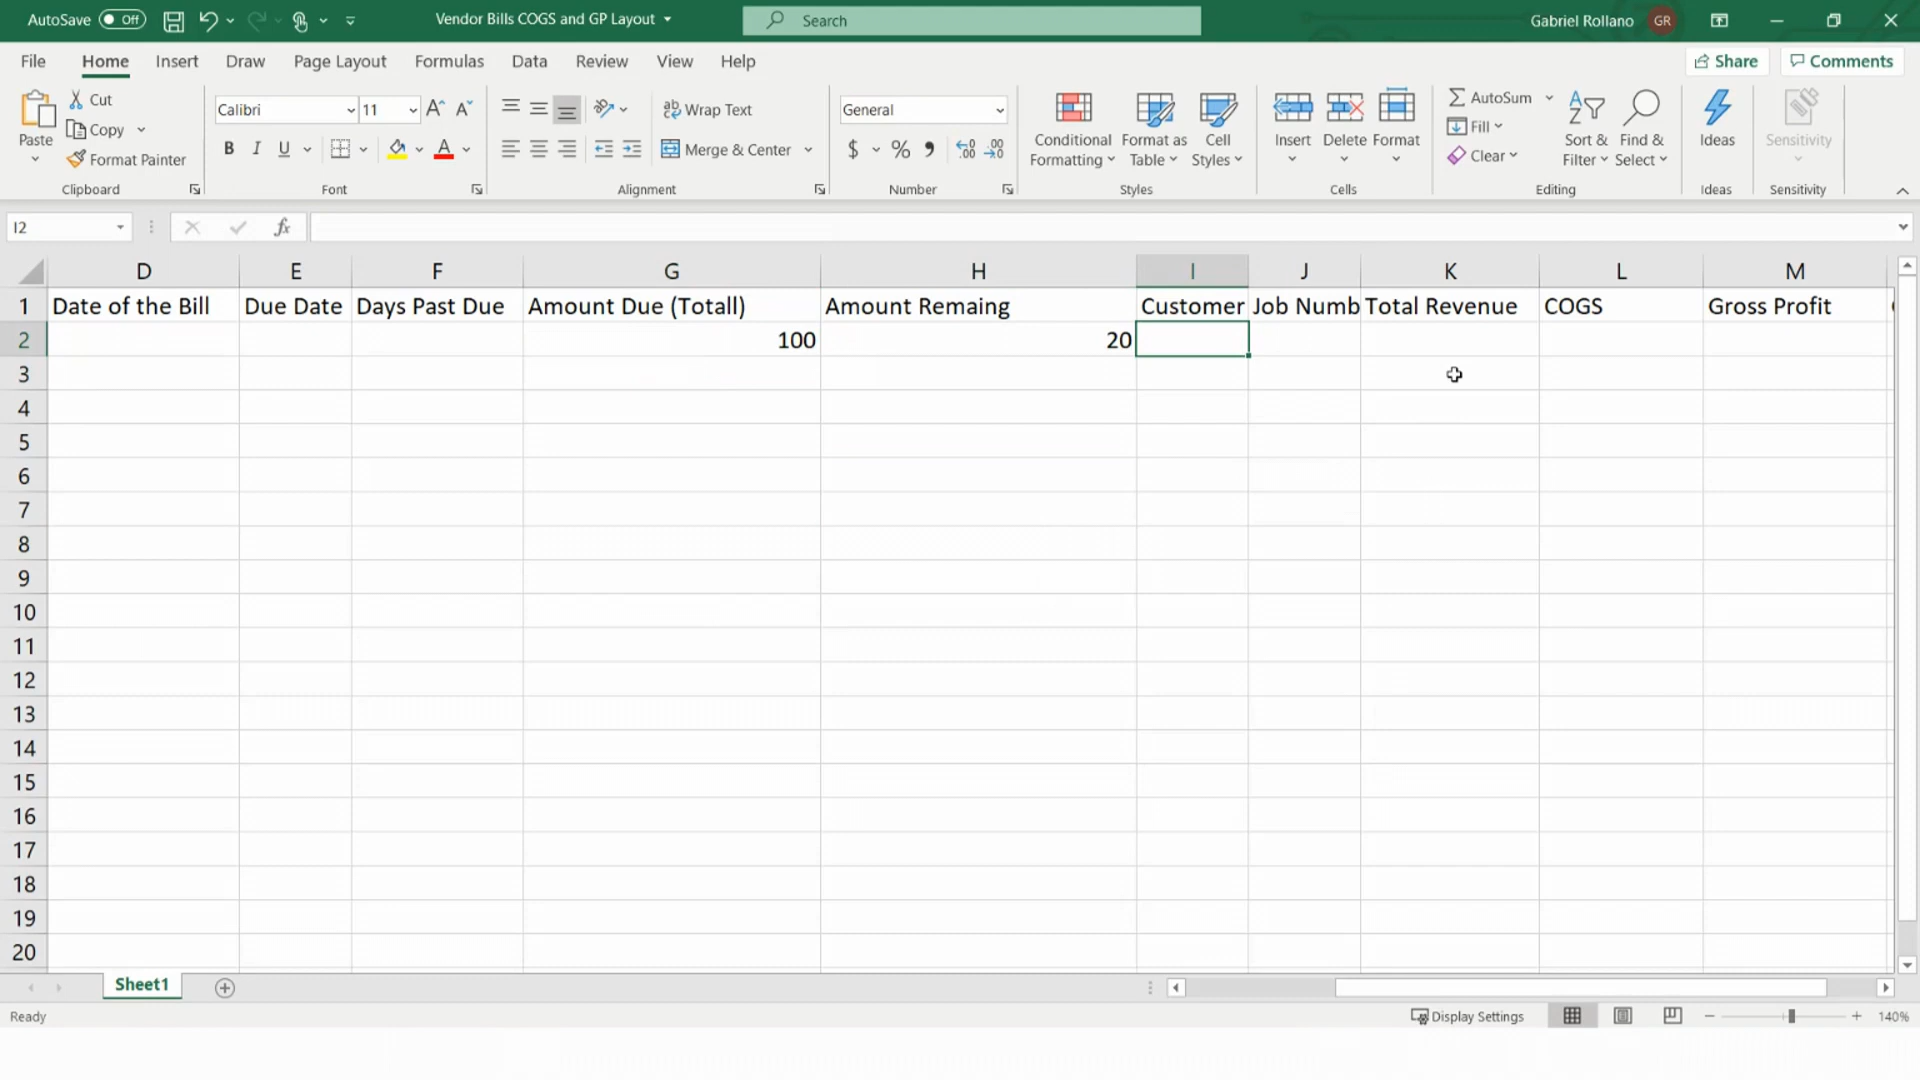 AutoSave Off Vendor Bills COGS and GP Layout Search Gabriel Rollano GR
File Home Insert Draw Page Layout Formulas Data Review View Help Share Comments
Paste Cut Copy Format Painter Clipboard
Calibri 11 B I U A Font
Wrap Text Merge & Center Alignment
General $ % 9 Number
Conditional Formatting Format as Table Cell Styles Styles
Insert Delete Format Cells
AutoSum Fill Clear Sort & Filter Find & Select Editing
Ideas Ideas
Sensitivity Sensitivity
I2 fx
D E F G H I J K L M
1 Date of the Bill Due Date Days Past Due Amount Due (Totall) Amount Remaing Customer Job Numb Total Revenue COGS Gross Profit
2 100 20
3
4
5
6
7
8
9
10
11
12
13
14
15
16
17
18
19
20
Sheet1
Ready Display Settings 140%